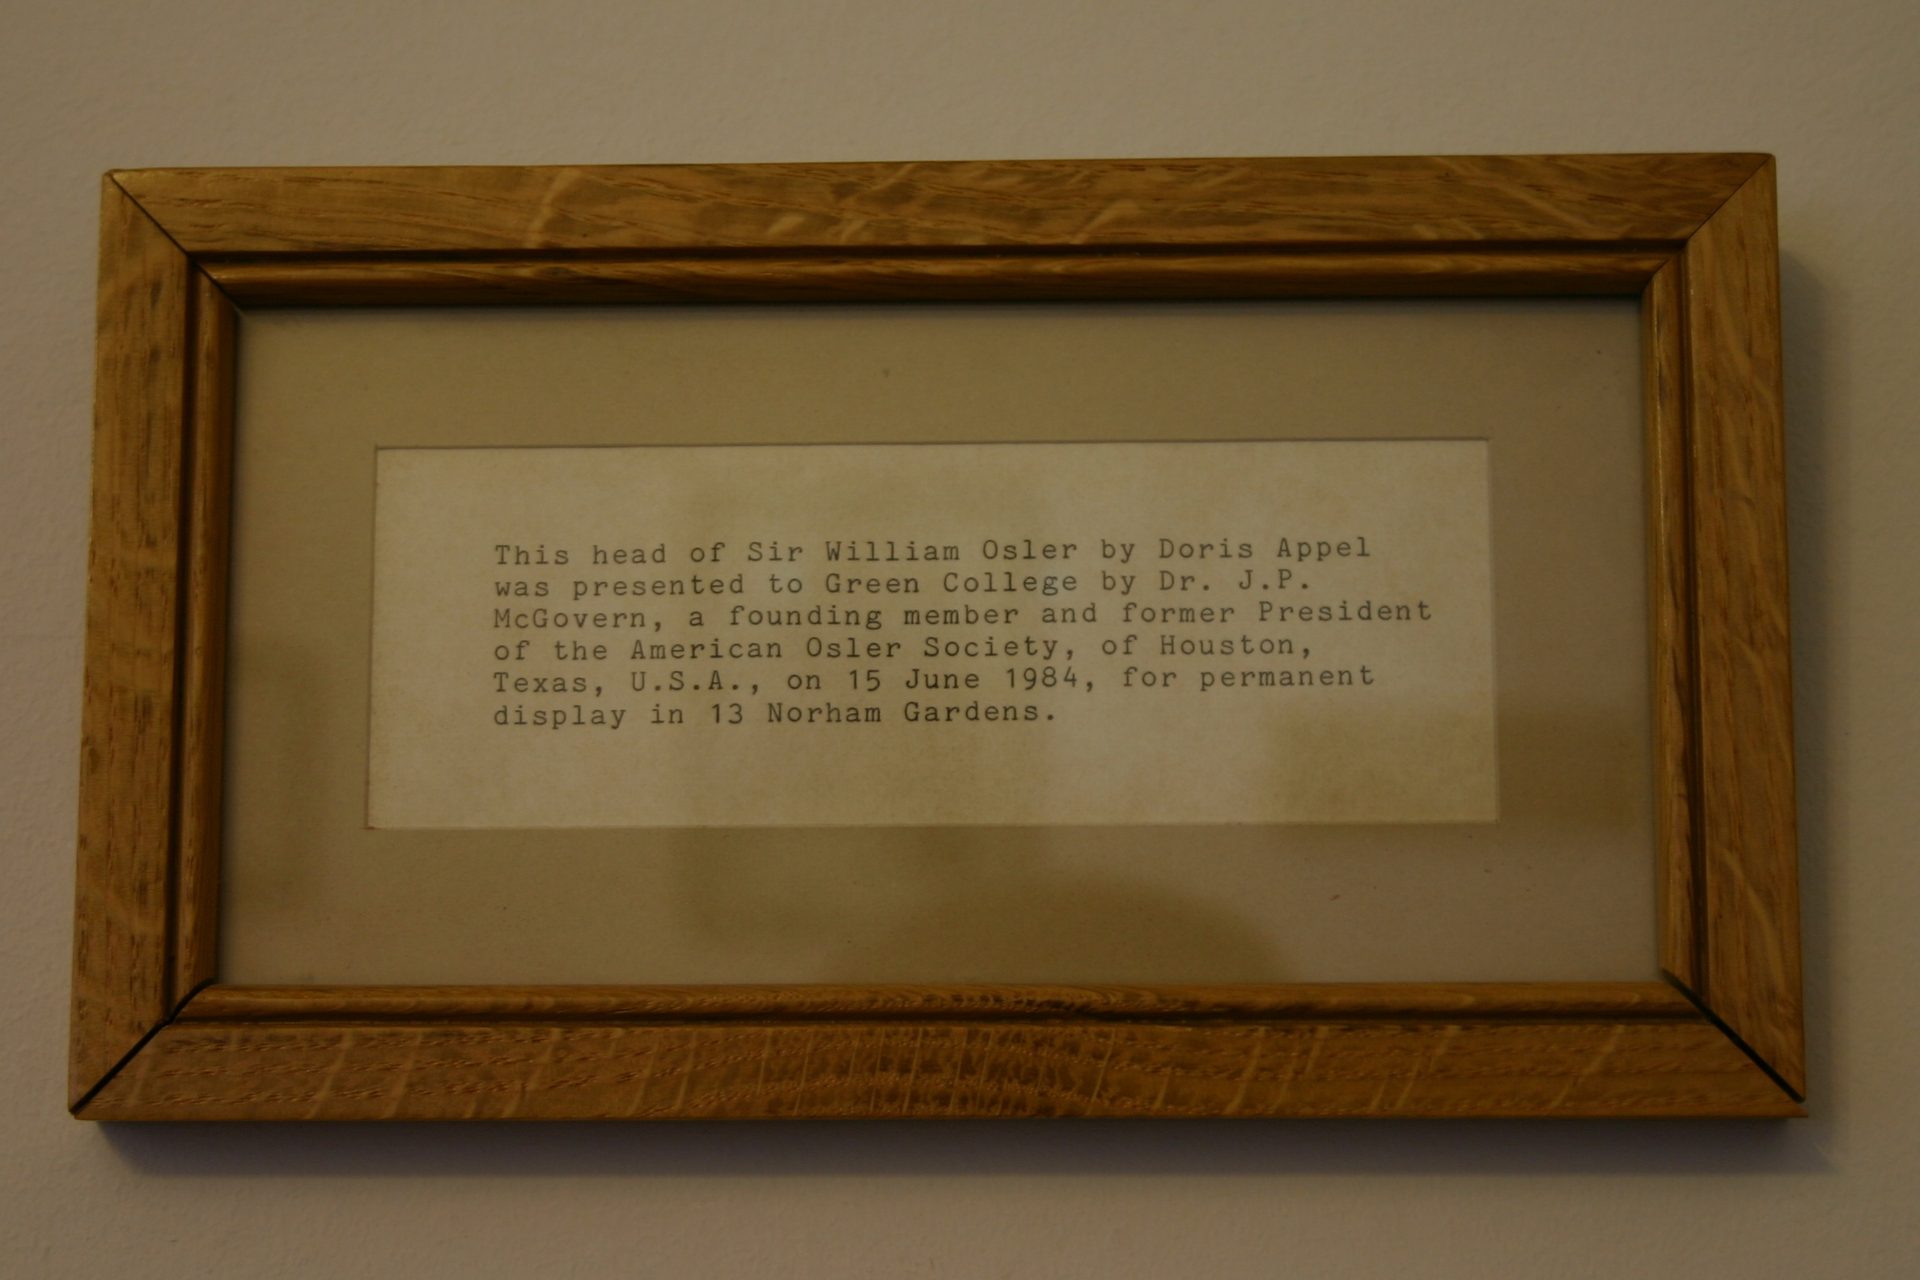 This head of Sir William Osler by Doris Appel
was presented to Green College by Dr. J.P.
McGovern, a founding member and former President
of the American Osler Society, of Houston,
Texas, U.S.A., on 15 June 1984, for permanent
display in 13 Norham Gardens.